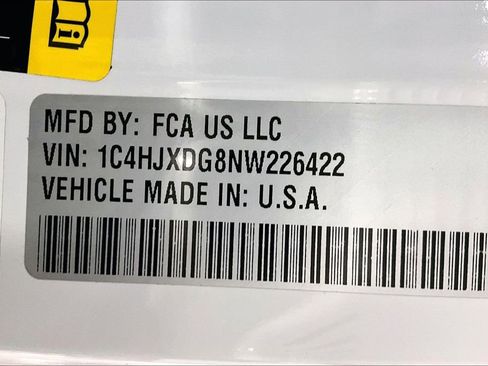 MFD BY: FCA US LLC
VIN: 1C4HJXDG8NW226422
VEHICLE MADE IN: U.S.A.